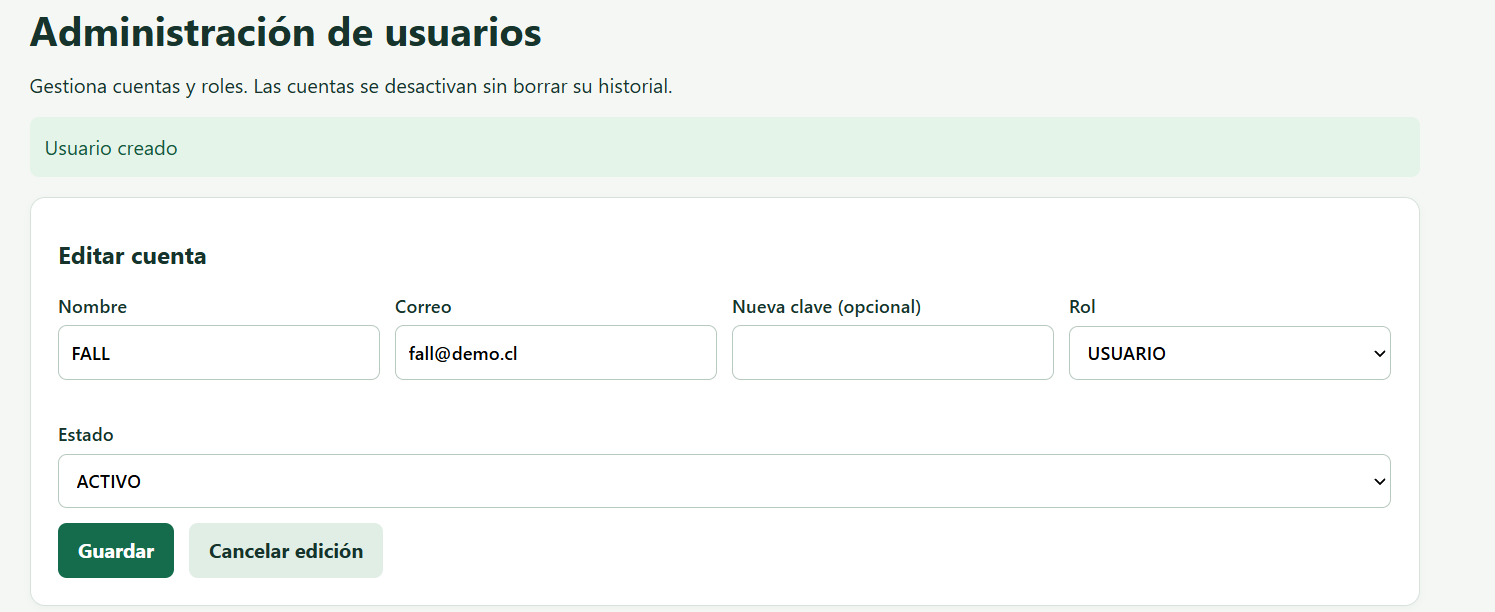 Administración de usuarios
Gestiona cuentas y roles. Las cuentas se desactivan sin borrar su historial.
Usuario creado
Editar cuenta
Nombre Correo Nueva clave (opcional) Rol
FALL fall@demo.cl USUARIO
Estado
ACTIVO
Guardar Cancelar edición